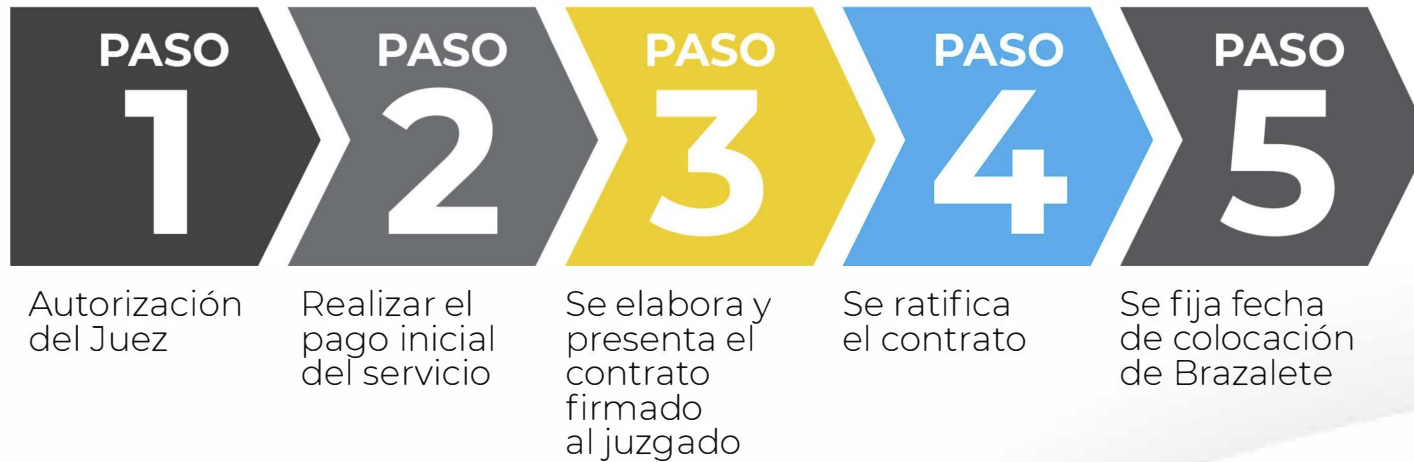 PASO
1
Autorización
del Juez
PASO
2
Realizar el
pago inicial
del servicio
PASO
3
Se elabora y
presenta el
contrato
firmado
al juzgado
PASO
4
Se ratifica
el contrato
PASO
5
Se fija fecha
de colocación
de Brazalete